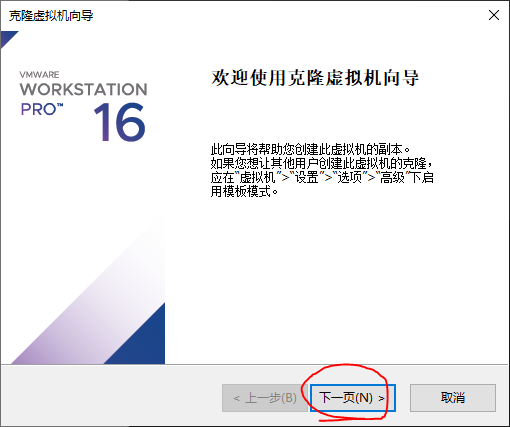 克隆虚拟机向导
VMWARE
WORKSTATION
PRO™ 16
欢迎使用克隆虚拟机向导
此向导将帮助您创建此虚拟机的副本。
如果您想让其他用户创建此虚拟机的克隆，
应在“虚拟机”>“设置”>“选项”>“高级”下启
用模板模式。
< 上一步(B)
下一页(N) >
取消